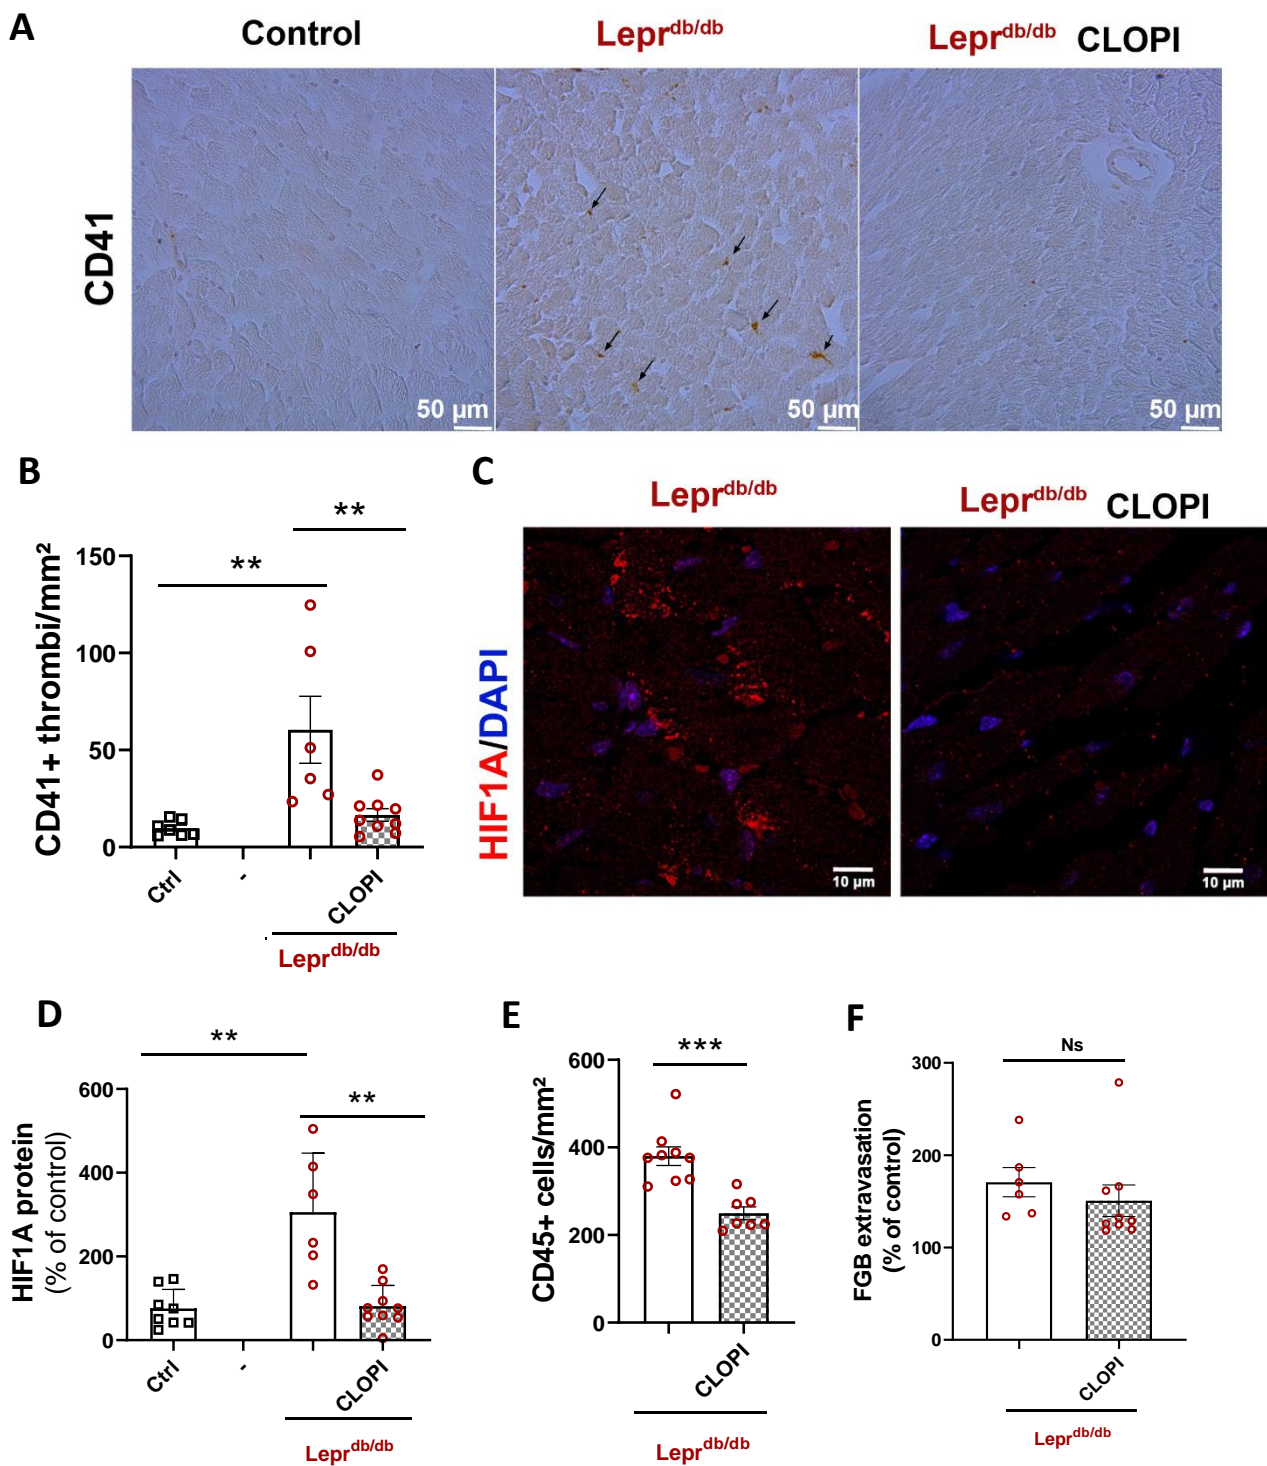 A
Control
Lepr^db/db
Lepr^db/db CLOPI
CD41
50 µm
50 µm
50 µm
B
**
**
CD41+ thrombi/mm²
150
100
50
0
Ctrl
-
CLOPI
Lepr^db/db
C
Lepr^db/db
Lepr^db/db CLOPI
HIF1A/DAPI
10 µm
10 µm
D
**
**
HIF1A protein
(% of control)
600
400
200
0
Ctrl
-
CLOPI
Lepr^db/db
E
***
CD45+ cells/mm²
600
400
200
0
CLOPI
Lepr^db/db
F
Ns
FGB extravasation
(% of control)
300
200
100
0
CLOPI
Lepr^db/db